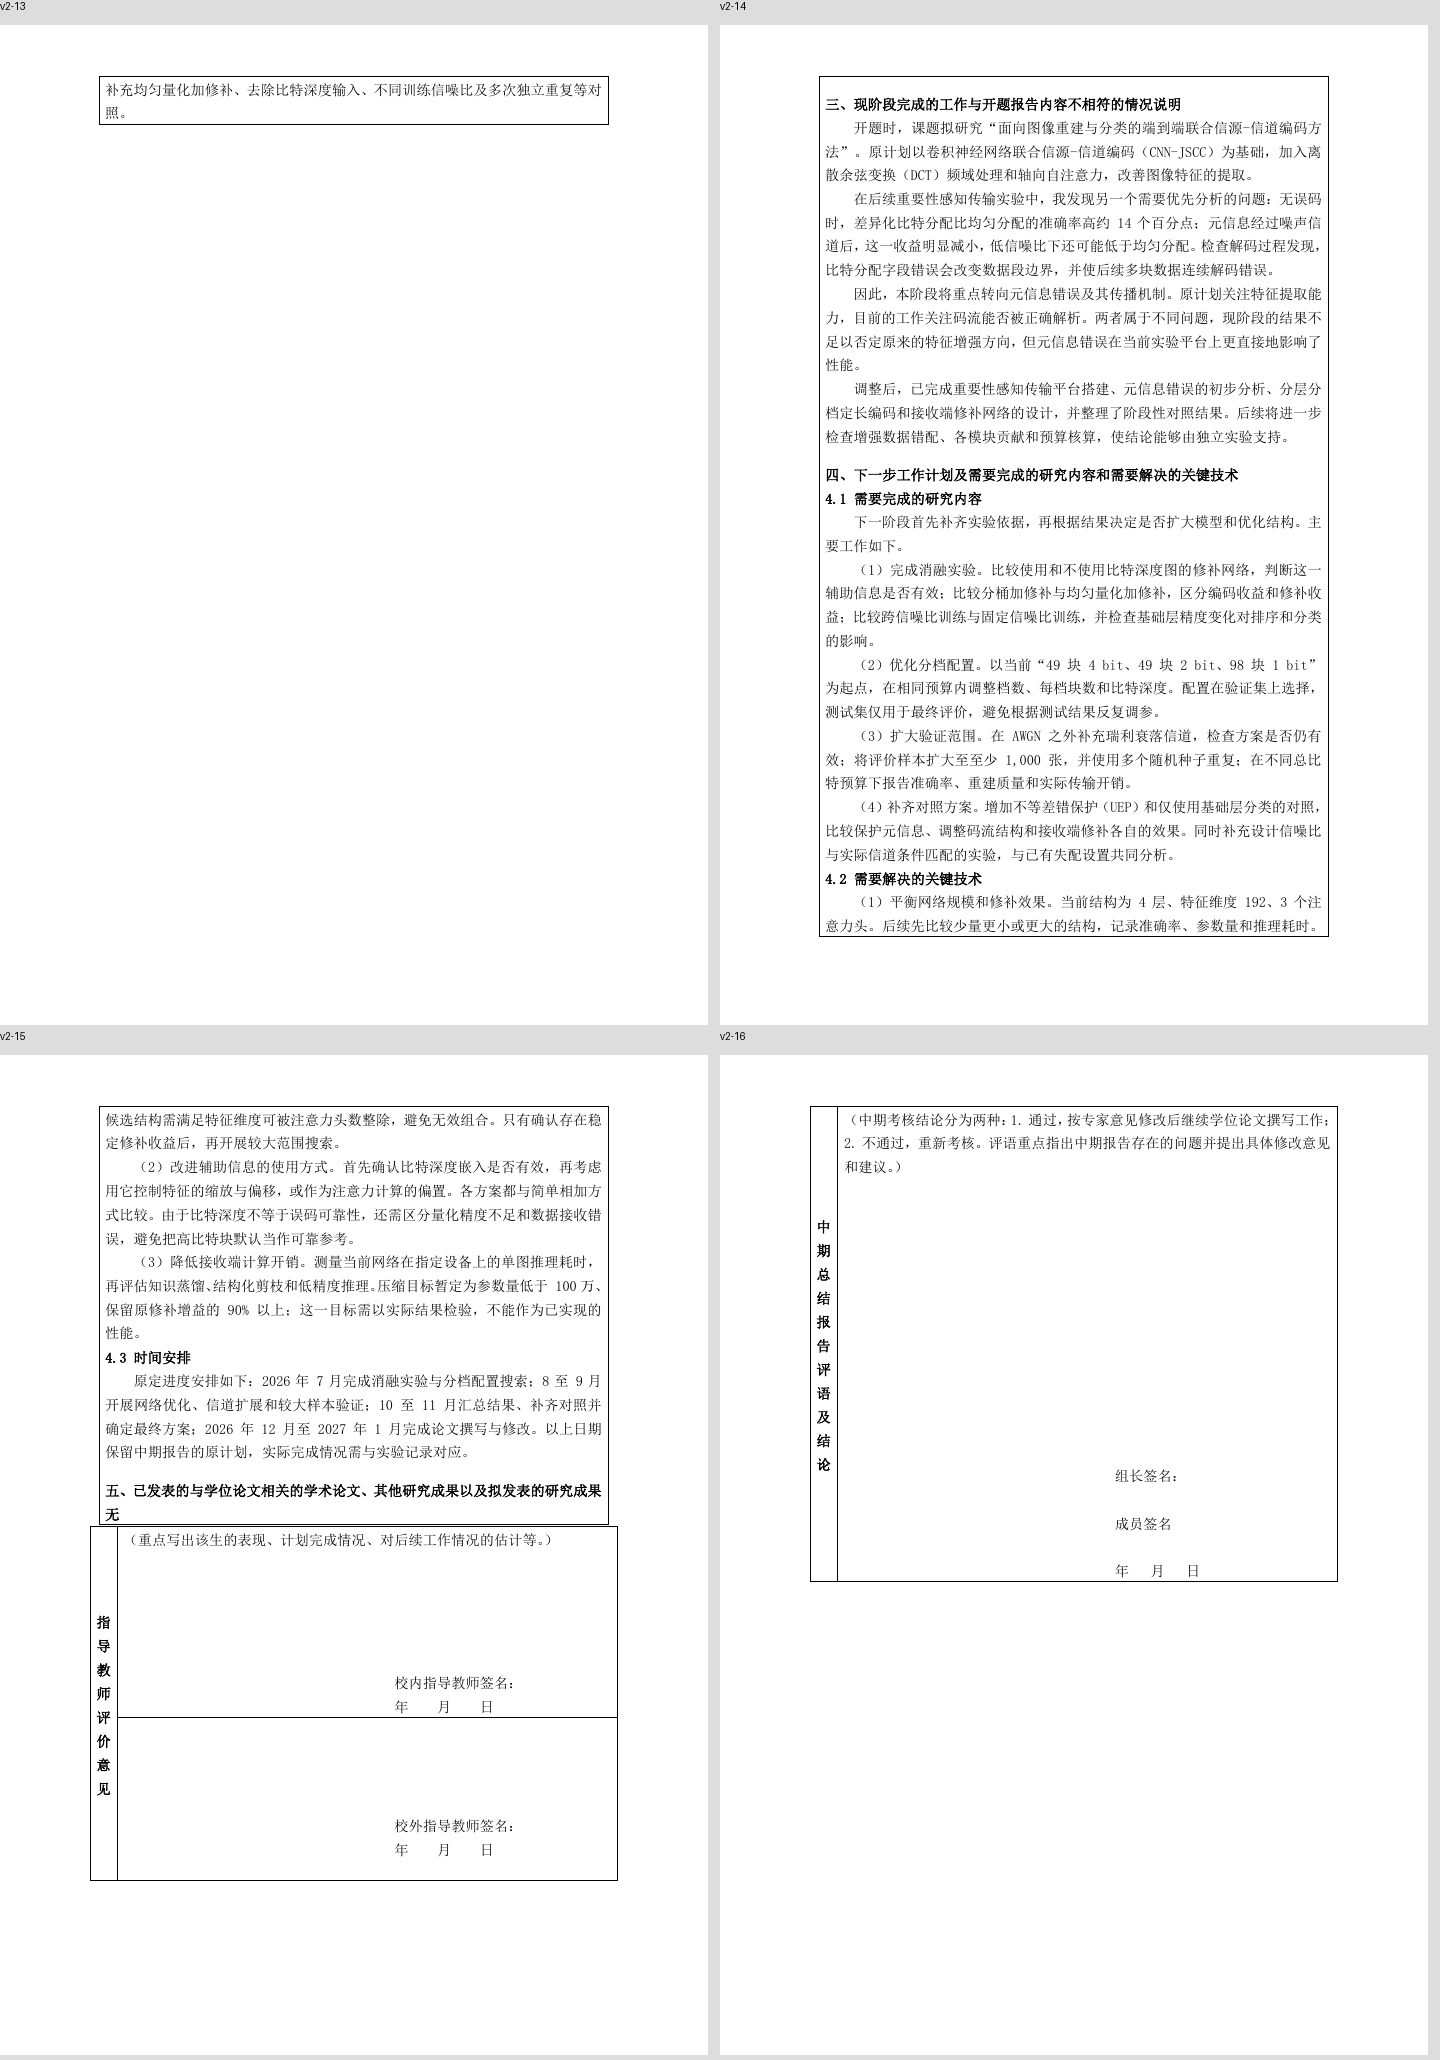 v2-13
补充均匀量化加修补、去除比特深度输入、不同训练信噪比及多次独立重复等对
照。
v2-14
三、现阶段完成的工作与开题报告内容不相符的情况说明
开题时，课题拟研究“面向图像重建与分类的端到端联合信源-信道编码方
法”。原计划以卷积神经网络联合信源-信道编码（CNN-JSCC）为基础，加入离
散余弦变换（DCT）频域处理和轴向自注意力，改善图像特征的提取。
在后续重要性感知传输实验中，我发现另一个需要优先分析的问题：无误码
时，差异化比特分配比均匀分配的准确率高约 14 个百分点；元信息经过噪声信
道后，这一收益明显减小，低信噪比下还可能低于均匀分配。检查解码过程发现，
比特分配字段错误会改变数据段边界，并使后续多块数据连续解码错误。
因此，本阶段将重点转向元信息错误及其传播机制。原计划关注特征提取能
力，目前的工作关注码流能否被正确解析。两者属于不同问题，现阶段的结果不
足以否定原来的特征增强方向，但元信息错误在当前实验平台上更直接地影响了
性能。
调整后，已完成重要性感知传输平台搭建、元信息错误的初步分析、分层分
档定长编码和接收端修补网络的设计，并整理了阶段性对照结果。后续将进一步
检查增强数据错配、各模块贡献和预算核算，使结论能够由独立实验支持。
四、下一步工作计划及需要完成的研究内容和需要解决的关键技术
4.1 需要完成的研究内容
下一阶段首先补齐实验依据，再根据结果决定是否扩大模型和优化结构。主
要工作如下。
（1）完成消融实验。比较使用和不使用比特深度图的修补网络，判断这一
辅助信息是否有效；比较分桶加修补与均匀量化加修补，区分编码收益和修补收
益；比较跨信噪比训练与固定信噪比训练，并检查基础层精度变化对排序和分类
的影响。
（2）优化分档配置。以当前“49 块 4 bit、49 块 2 bit、98 块 1 bit”
为起点，在相同预算内调整档数、每档块数和比特深度。配置在验证集上选择，
测试集仅用于最终评价，避免根据测试结果反复调参。
（3）扩大验证范围。在 AWGN 之外补充瑞利衰落信道，检查方案是否仍有
效；将评价样本扩大至至少 1,000 张，并使用多个随机种子重复；在不同总比
特预算下报告准确率、重建质量和实际传输开销。
（4）补齐对照方案。增加不等差错保护（UEP）和仅使用基础层分类的对照，
比较保护元信息、调整码流结构和接收端修补各自的效果。同时补充设计信噪比
与实际信道条件匹配的实验，与已有失配设置共同分析。
4.2 需要解决的关键技术
（1）平衡网络规模和修补效果。当前结构为 4 层、特征维度 192、3 个注
意力头。后续先比较少量更小或更大的结构，记录准确率、参数量和推理耗时。
v2-15
候选结构需满足特征维度可被注意力头数整除，避免无效组合。只有确认存在稳
定修补收益后，再开展较大范围搜索。
（2）改进辅助信息的使用方式。首先确认比特深度嵌入是否有效，再考虑
用它控制特征的缩放与偏移，或作为注意力计算的偏置。各方案都与简单相加方
式比较。由于比特深度不等于误码可靠性，还需区分量化精度不足和数据接收错
误，避免把高比特块默认当作可靠参考。
（3）降低接收端计算开销。测量当前网络在指定设备上的单图推理耗时，
再评估知识蒸馏、结构化剪枝和低精度推理。压缩目标暂定为参数量低于 100 万、
保留原修补增益的 90% 以上；这一目标需以实际结果检验，不能作为已实现的
性能。
4.3 时间安排
原定进度安排如下：2026 年 7 月完成消融实验与分档配置搜索；8 至 9 月
开展网络优化、信道扩展和较大样本验证；10 至 11 月汇总结果、补齐对照并
确定最终方案；2026 年 12 月至 2027 年 1 月完成论文撰写与修改。以上日期
保留中期报告的原计划，实际完成情况需与实验记录对应。
五、已发表的与学位论文相关的学术论文、其他研究成果以及拟发表的研究成果
无
指导教师评价意见
（重点写出该生的表现、计划完成情况、对后续工作情况的估计等。）
校内指导教师签名：
年 月 日
校外指导教师签名：
年 月 日
v2-16
中期总结报告评语及结论
（中期考核结论分为两种：1. 通过，按专家意见修改后继续学位论文撰写工作；
2. 不通过，重新考核。评语重点指出中期报告存在的问题并提出具体修改意见
和建议。）
组长签名：
成员签名
年 月 日